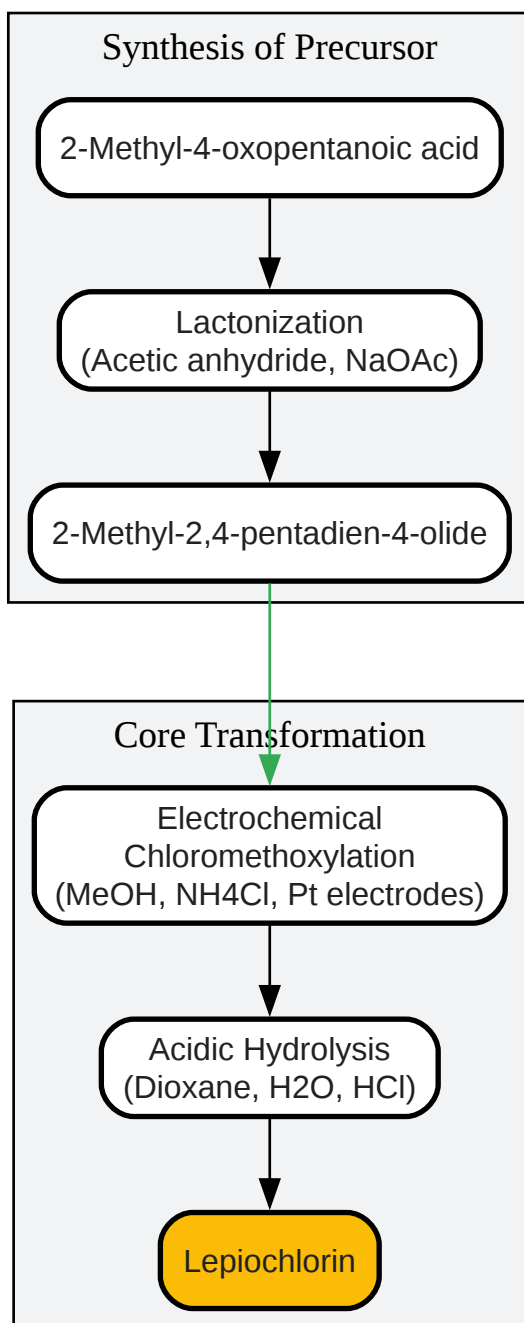 Synthesis of Precursor
2-Methyl-4-oxopentanoic acid
Lactonization
(Acetic anhydride, NaOAc)
2-Methyl-2,4-pentadien-4-olide
Core Transformation
Electrochemical
Chloromethoxylation
(MeOH, NH4Cl, Pt electrodes)
Acidic Hydrolysis
(Dioxane, H2O, HCl)
Lepiochlorin